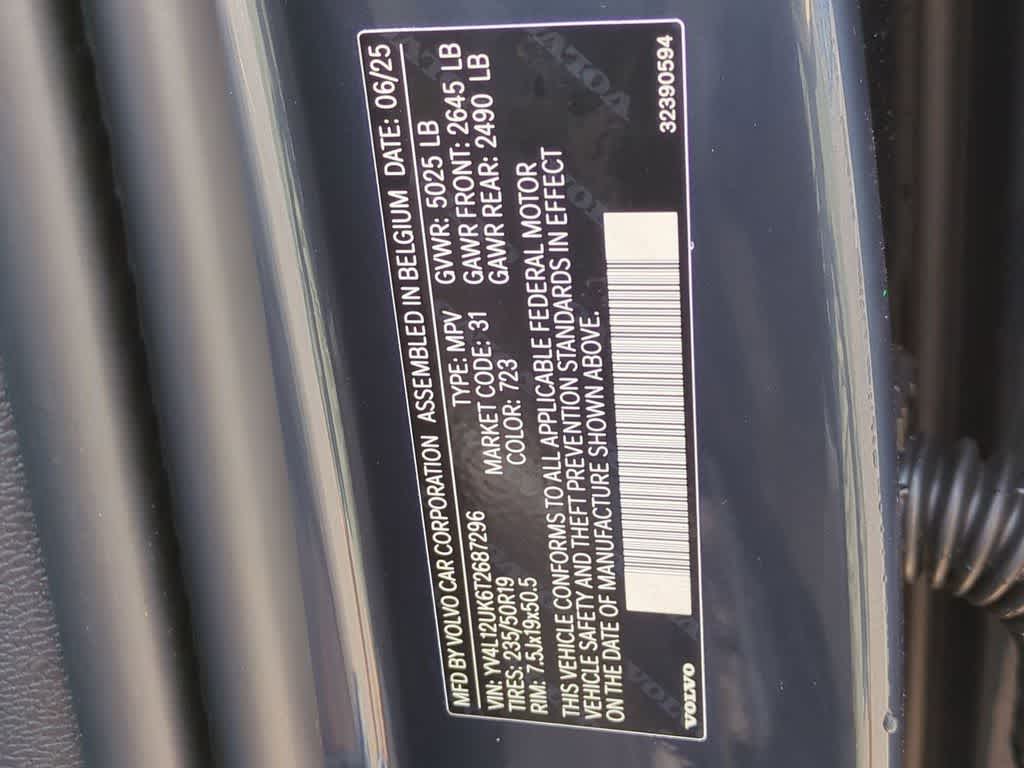 MFD BY VOLVO CAR CORPORATION ASSEMBLED IN BELGIUM DATE: 06/25
VIN: YV4L12UK6T2687296 TYPE: MPV GVWR: 5025 LB
TIRES: 235/50R19 MARKET CODE: 31 GAWR FRONT: 2645 LB
RIM: 7.5Jx19x50.5 COLOR: 723 GAWR REAR: 2490 LB
THIS VEHICLE CONFORMS TO ALL APPLICABLE FEDERAL MOTOR
VEHICLE SAFETY AND THEFT PREVENTION STANDARDS IN EFFECT
ON THE DATE OF MANUFACTURE SHOWN ABOVE.
VOLVO 32390594